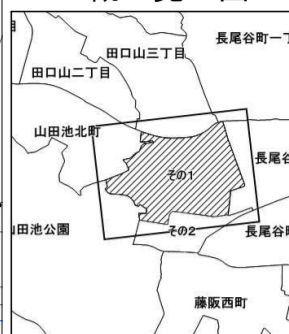 長尾谷町一丁
田口山三丁目
田口山二丁目
山田池北町
その1
長尾谷
山田池公園
その2
長尾谷町
藤阪西町